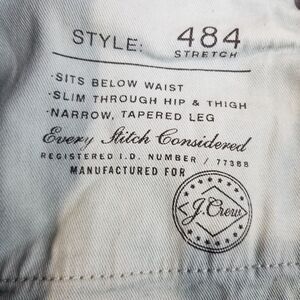 STYLE: 484
STRETCH
·SITS BELOW WAIST
·SLIM THROUGH HIP & THIGH
·NARROW, TAPERED LEG
Every Stitch Considered
REGISTERED I.D. NUMBER / 77388
MANUFACTURED FOR
J.Crew